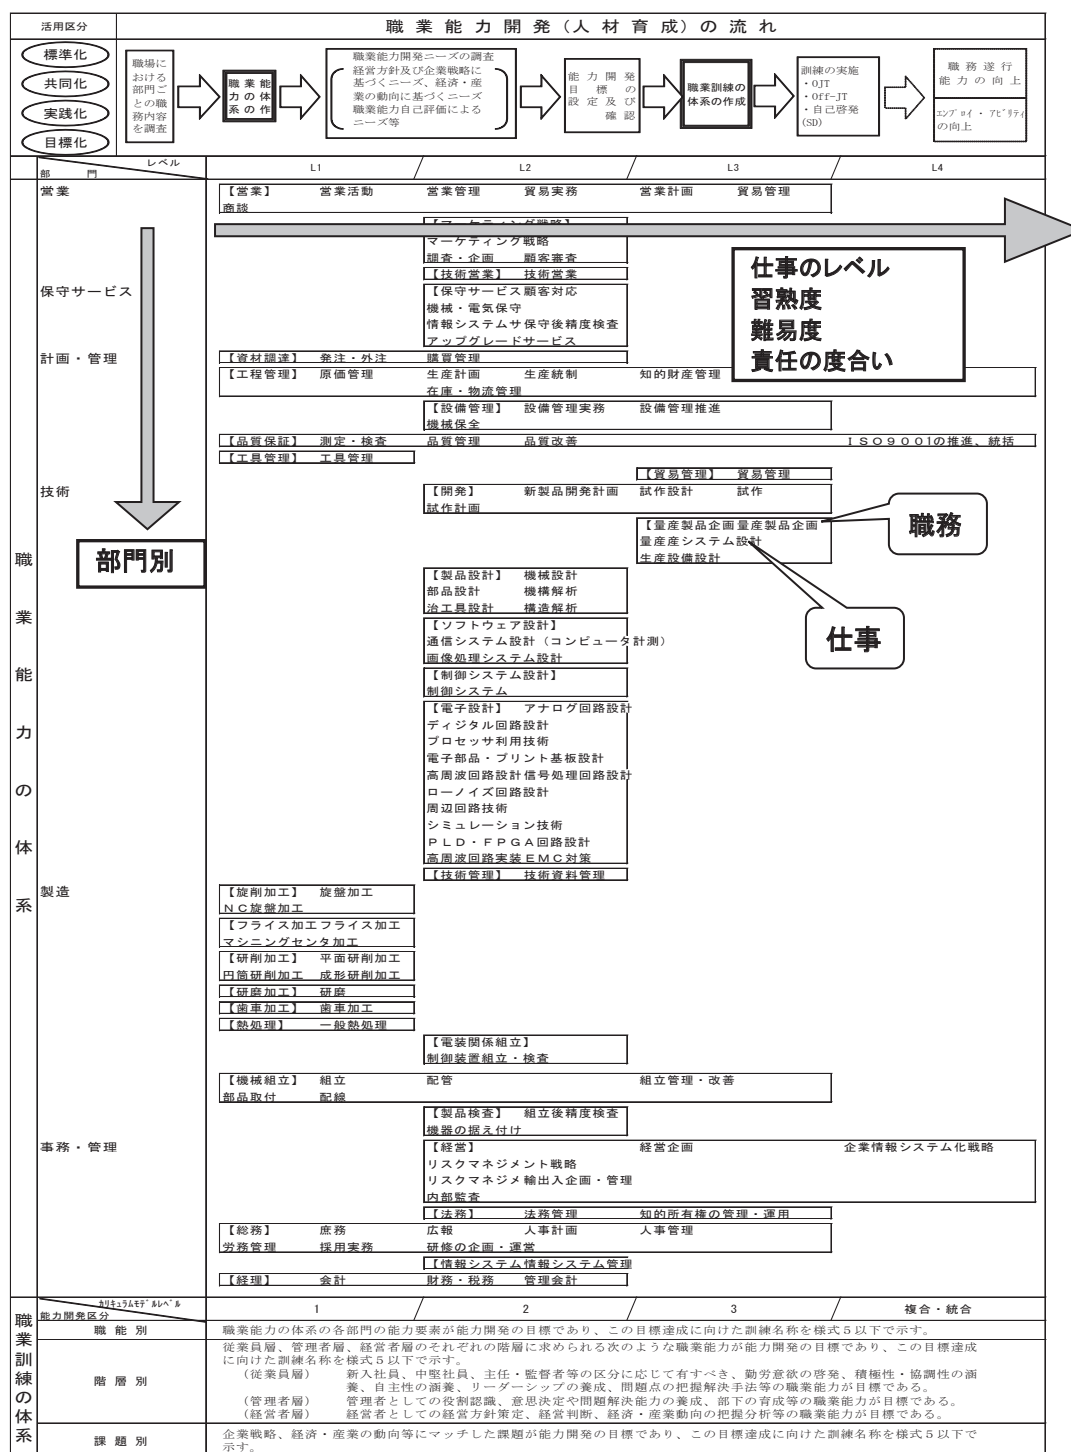 活用区分
職業能力開発(人材育成)の流れ
標準化
共同化
実践化
目標化
職場に
おける
部門ご
との職
務内容
を調査
職業能
力の体
系の作
職業能力開発ニーズの調査
経営方針及び企業戦略に
基づくニーズ、経済・産
業の動向に基づくニーズ
職業能力自己評価による
ニーズ等
能力開発
目標の
設定及び
確認
職業訓練の
体系の作成
訓練の実施
・OJT
・Off-JT
・自己啓発
(SD)
職務遂行
能力の向上
エンプロイ・アビリティ
の向上
レベル
部門
L1 L2 L3 L4
職業能力の体系
営業
【営業】 営業活動 営業管理 貿易実務 営業計画 貿易管理
商談
【マーケティング戦略】
マーケティング戦略
調査・企画 顧客審査
【技術営業】 技術営業
仕事のレベル
習熟度
難易度
責任の度合い
保守サービス
【保守サービス顧客対応
機械・電気保守
情報システムサ保守後精度検査
アップグレードサービス
計画・管理
【資材調達】 発注・外注 購買管理
【工程管理】 原価管理 生産計画 生産統制 知的財産管理
在庫・物流管理
【設備管理】 設備管理実務 設備管理推進
機械保全
【品質保証】 測定・検査 品質管理 品質改善 ISO9001の推進、統括
【工具管理】 工具管理
【貿易管理】 貿易管理
技術
【開発】 新製品開発計画 試作設計 試作
試作計画
【量産製品企画量産製品企画
量産産システム設計
生産設備設計
職務
仕事
部門別
【製品設計】 機械設計
部品設計 機構解析
治工具設計 構造解析
【ソフトウェア設計】
通信システム設計(コンピュータ計測)
画像処理システム設計
【制御システム設計】
制御システム
【電子設計】 アナログ回路設計
ディジタル回路設計
プロセッサ利用技術
電子部品・プリント基板設計
高周波回路設計信号処理回路設計
ローノイズ回路設計
周辺回路技術
シミュレーション技術
PLD・FPGA回路設計
高周波回路実装EMC対策
【技術管理】 技術資料管理
製造
【旋削加工】 旋盤加工
NC旋盤加工
【フライス加工フライス加工
マシニングセンタ加工
【研削加工】 平面研削加工
円筒研削加工 成形研削加工
【研磨加工】 研磨
【歯車加工】 歯車加工
【熱処理】 一般熱処理
【電装関係組立】
制御装置組立・検査
【機械組立】 組立 配管 組立管理・改善
部品取付 配線
【製品検査】 組立後精度検査
機器の据え付け
事務・管理
【経営】 経営企画 企業情報システム化戦略
リスクマネジメント戦略
リスクマネジメ輸出入企画・管理
内部監査
【法務】 法務管理 知的所有権の管理・運用
【総務】 庶務 広報 人事計画 人事管理
労務管理 採用実務 研修の企画・運営
【情報システム情報システム管理
【経理】 会計 財務・税務 管理会計
職業訓練の体系
カリキュラムモデルレベル
能力開発区分
1 2 3 複合・統合
職能別
職業能力の体系の各部門の能力要素が能力開発の目標であり、この目標達成に向けた訓練名称を様式5以下で示す。
階層別
従業員層、管理者層、経営者層のそれぞれの階層に求められる次のような職業能力が能力開発の目標であり、この目標達成
に向けた訓練名称を様式5以下で示す。
(従業員層) 新入社員、中堅社員、主任・監督者等の区分に応じて有すべき、勤労意欲の啓発、積極性・協調性の涵
養、自主性の涵養、リーダーシップの養成、問題点の把握解決手法等の職業能力が目標である。
(管理者層) 管理者としての役割認識、意思決定や問題解決能力の養成、部下の育成等の職業能力が目標である。
(経営者層) 経営者としての経営方針策定、経営判断、経済・産業動向の把握分析等の職業能力が目標である。
課題別
企業戦略、経済・産業の動向等にマッチした課題が能力開発の目標であり、この目標達成に向けた訓練名称を様式5以下で
示す。